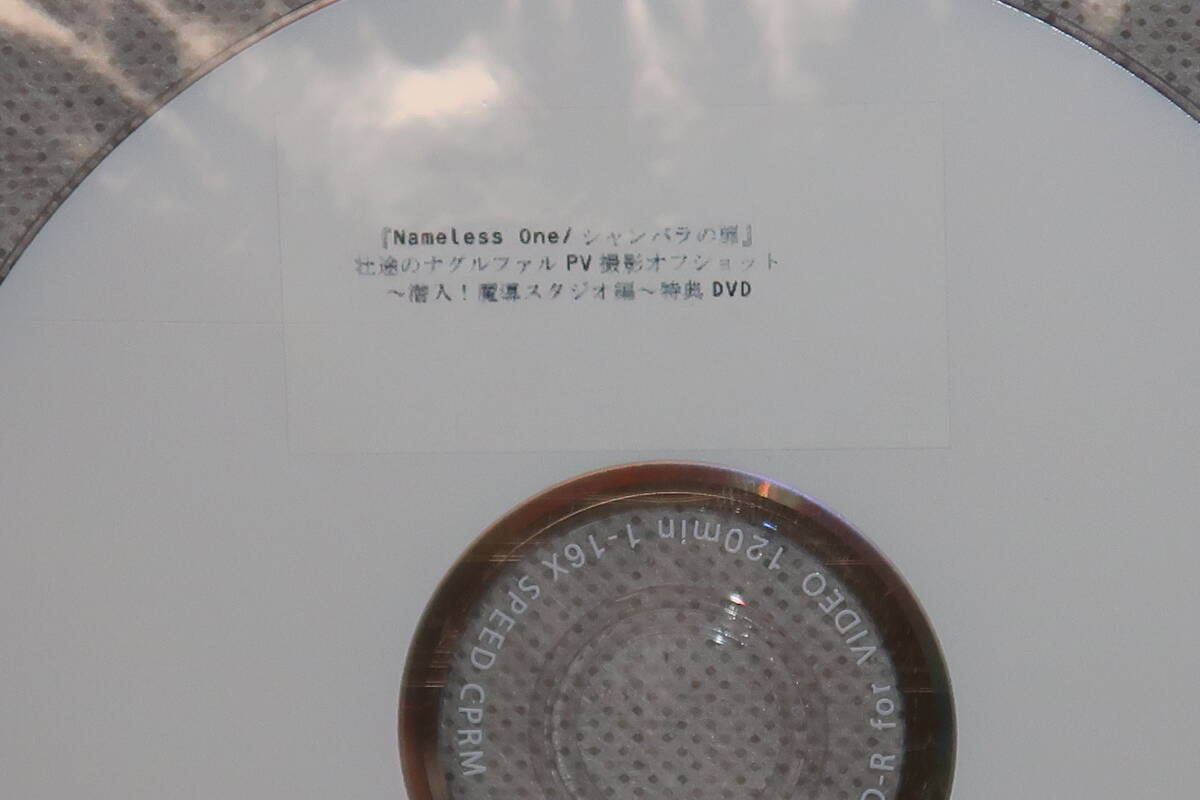 『Nameless One/シャンバラの扉』
壮途のナグルファル PV 撮影オフショット
～潜入！魔導スタジオ編～特典 DVD
D-R for VIDEO 120min 1-16X SPEED CPRM